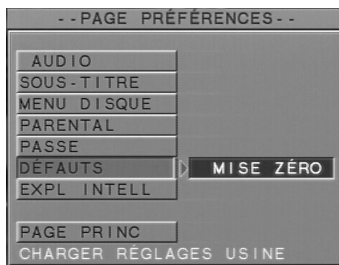 --PAGE PRÉFÉRENCES--
AUDIO
SOUS-TITRE
MENU DISQUE
PARENTAL
PASSE
DÉFAUTS
MISE ZÉRO
EXPL INTELL
PAGE PRINC
CHARGER RÉGLAGES USINE